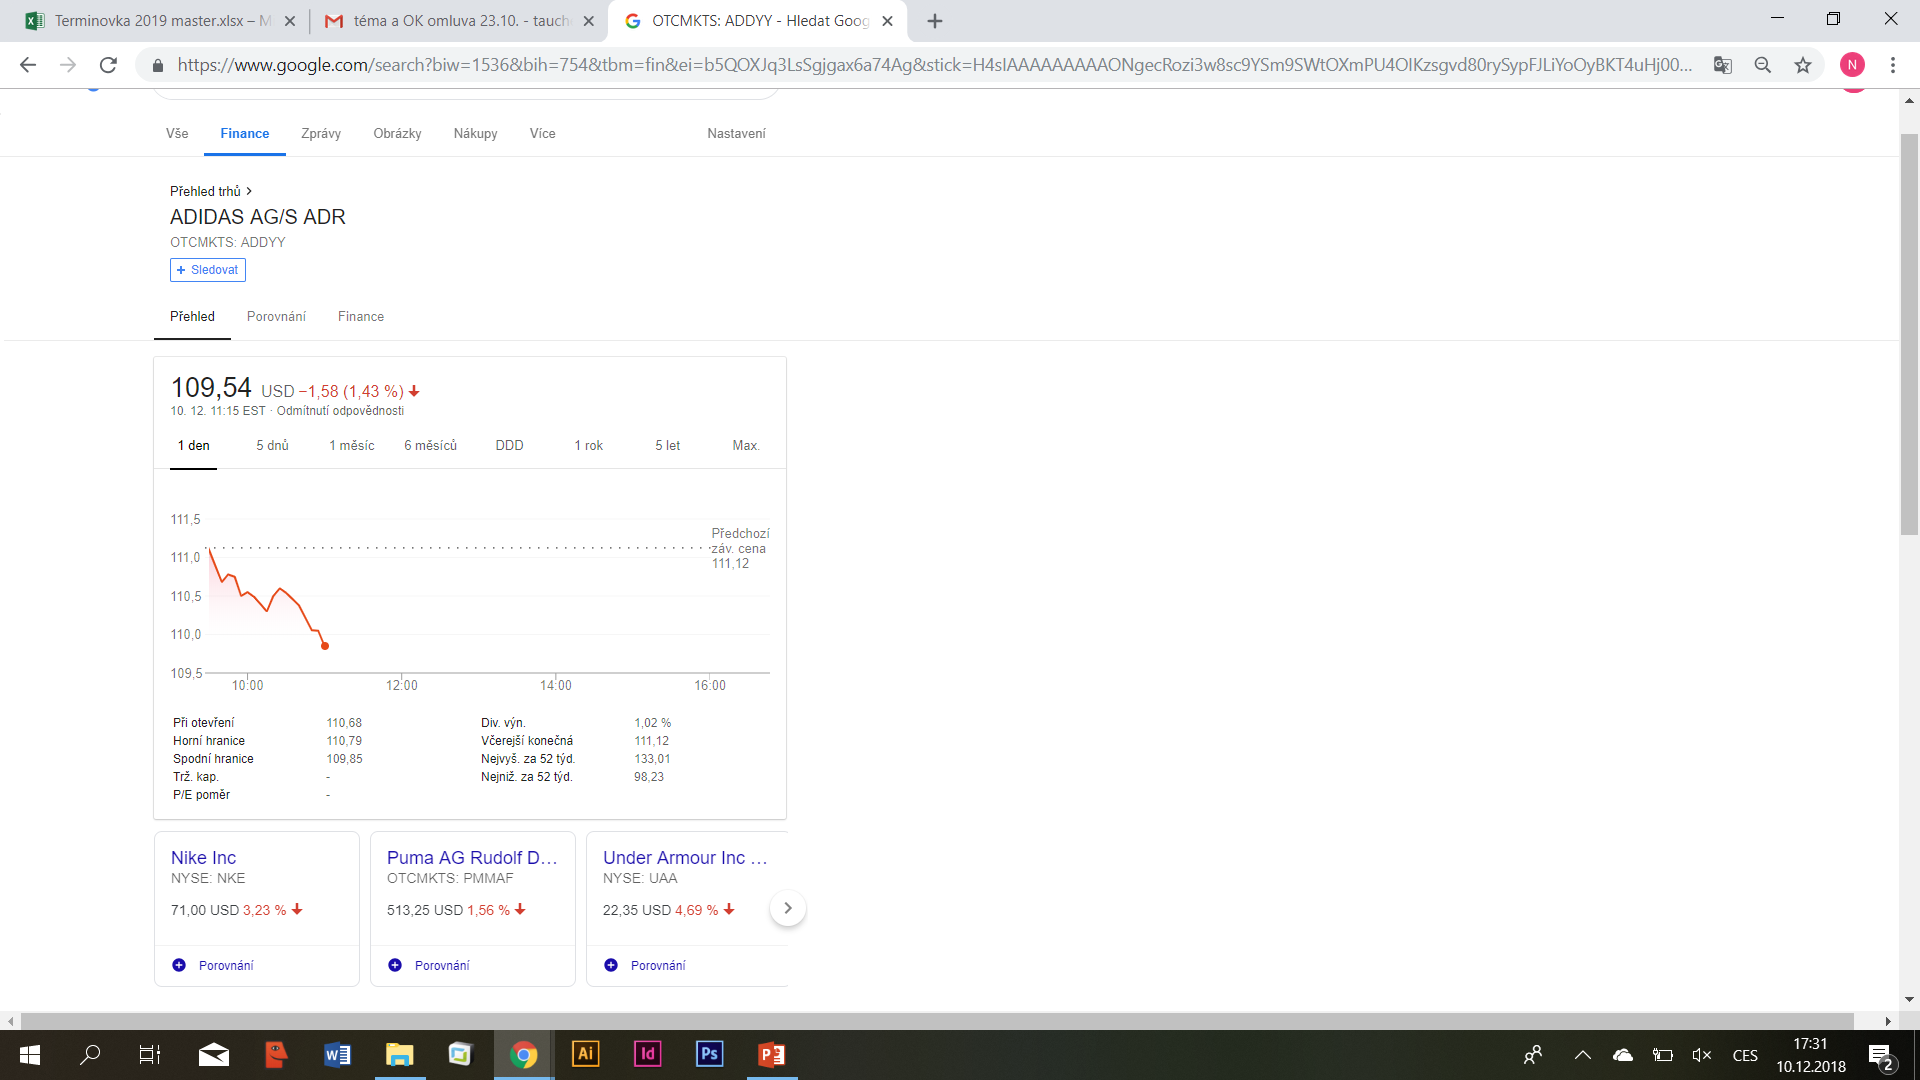 Terminovka 2019 master.xlsx – M
téma a OK omluva 23.10. - tauch
OTCMKTS: ADDYY - Hledat Goog
https://www.google.com/search?biw=1536&bih=754&tbm=fin&ei=b5QOXJq3LsSgjgax6a74Ag&stick=H4sIAAAAAAAAAONgecRozi3w8sc9YSm9SWtOXmPU4OIKzsgvd80rySypFJLiYoOyBKT4uHj00...
N
Vše
Finance
Zprávy
Obrázky
Nákupy
Více
Nastavení
Přehled trhů
ADIDAS AG/S ADR
OTCMKTS: ADDYY
+ Sledovat
Přehled
Porovnání
Finance
109,54 USD −1,58 (1,43 %)
10. 12. 11:15 EST · Odmítnutí odpovědnosti
1 den
5 dnů
1 měsíc
6 měsíců
DDD
1 rok
5 let
Max.
111,5
111,0
110,5
110,0
109,5
Předchozí
záv. cena
111,12
10:00
12:00
14:00
16:00
Při otevření 110,68
Horní hranice 110,79
Spodní hranice 109,85
Trž. kap. -
P/E poměr -
Div. výn. 1,02 %
Včerejší konečná 111,12
Nejvyš. za 52 týd. 133,01
Nejniž. za 52 týd. 98,23
Nike Inc
NYSE: NKE
71,00 USD 3,23 %
Porovnání
Puma AG Rudolf D...
OTCMKTS: PMMAF
513,25 USD 1,56 %
Porovnání
Under Armour Inc ...
NYSE: UAA
22,35 USD 4,69 %
Porovnání
Ai
Id
Ps
CES
17:31
10.12.2018
2